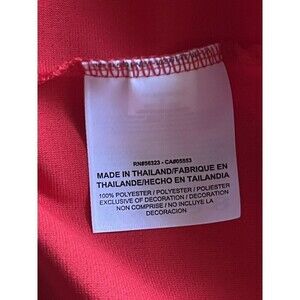 RN#56323 - CA#05553
MADE IN THAILAND/FABRIQUE EN
THAILANDE/HECHO EN TAILANDIA
100% POLYESTER / POLYESTER / POLIESTER
EXCLUSIVE OF DECORATION / DECORATION
NON COMPRISE / NO INCLUYE LA
DECORACION